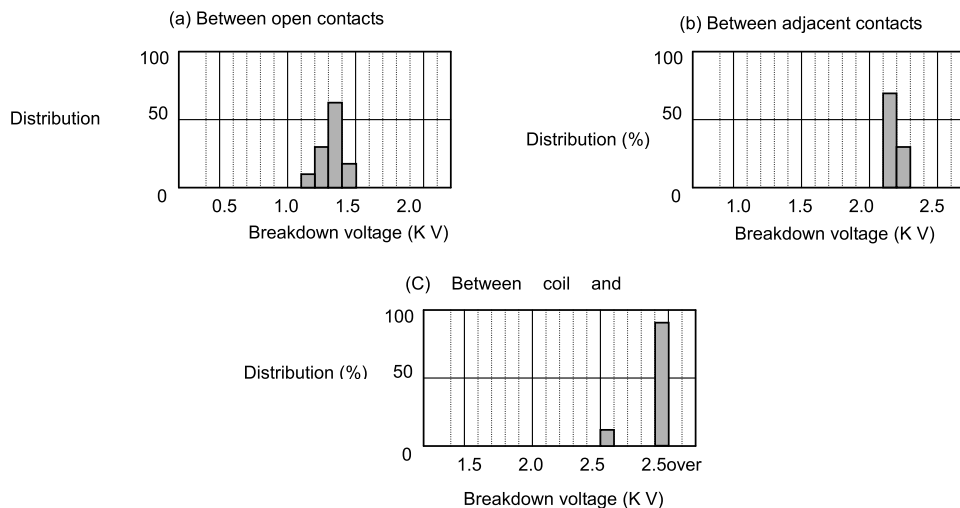 (a) Between open contacts
100
50
0
Distribution
0.5 1.0 1.5 2.0
Breakdown voltage (K V)
(b) Between adjacent contacts
100
50
0
Distribution (%)
1.0 1.5 2.0 2.5
Breakdown voltage (K V)
(C) Between coil and
100
50
0
Distribution (%)
1.5 2.0 2.5 2.5over
Breakdown voltage (K V)